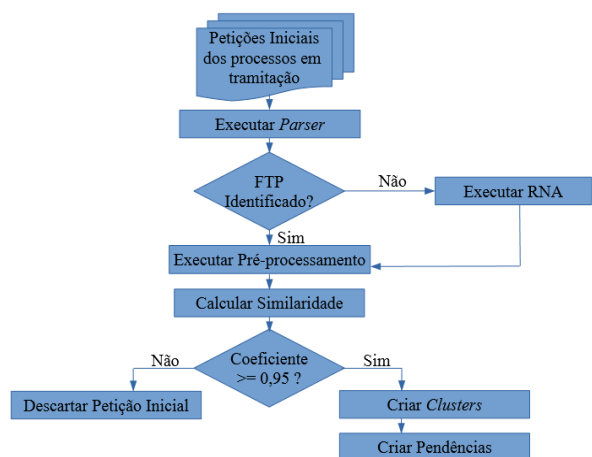 Petições Iniciais
dos processos em
tramitação
Executar Parser
FTP
Identificado?
Não
Executar RNA
Sim
Executar Pré-processamento
Calcular Similaridade
Não
Coeficiente
>= 0,95 ?
Sim
Descartar Petição Inicial
Criar Clusters
Criar Pendências